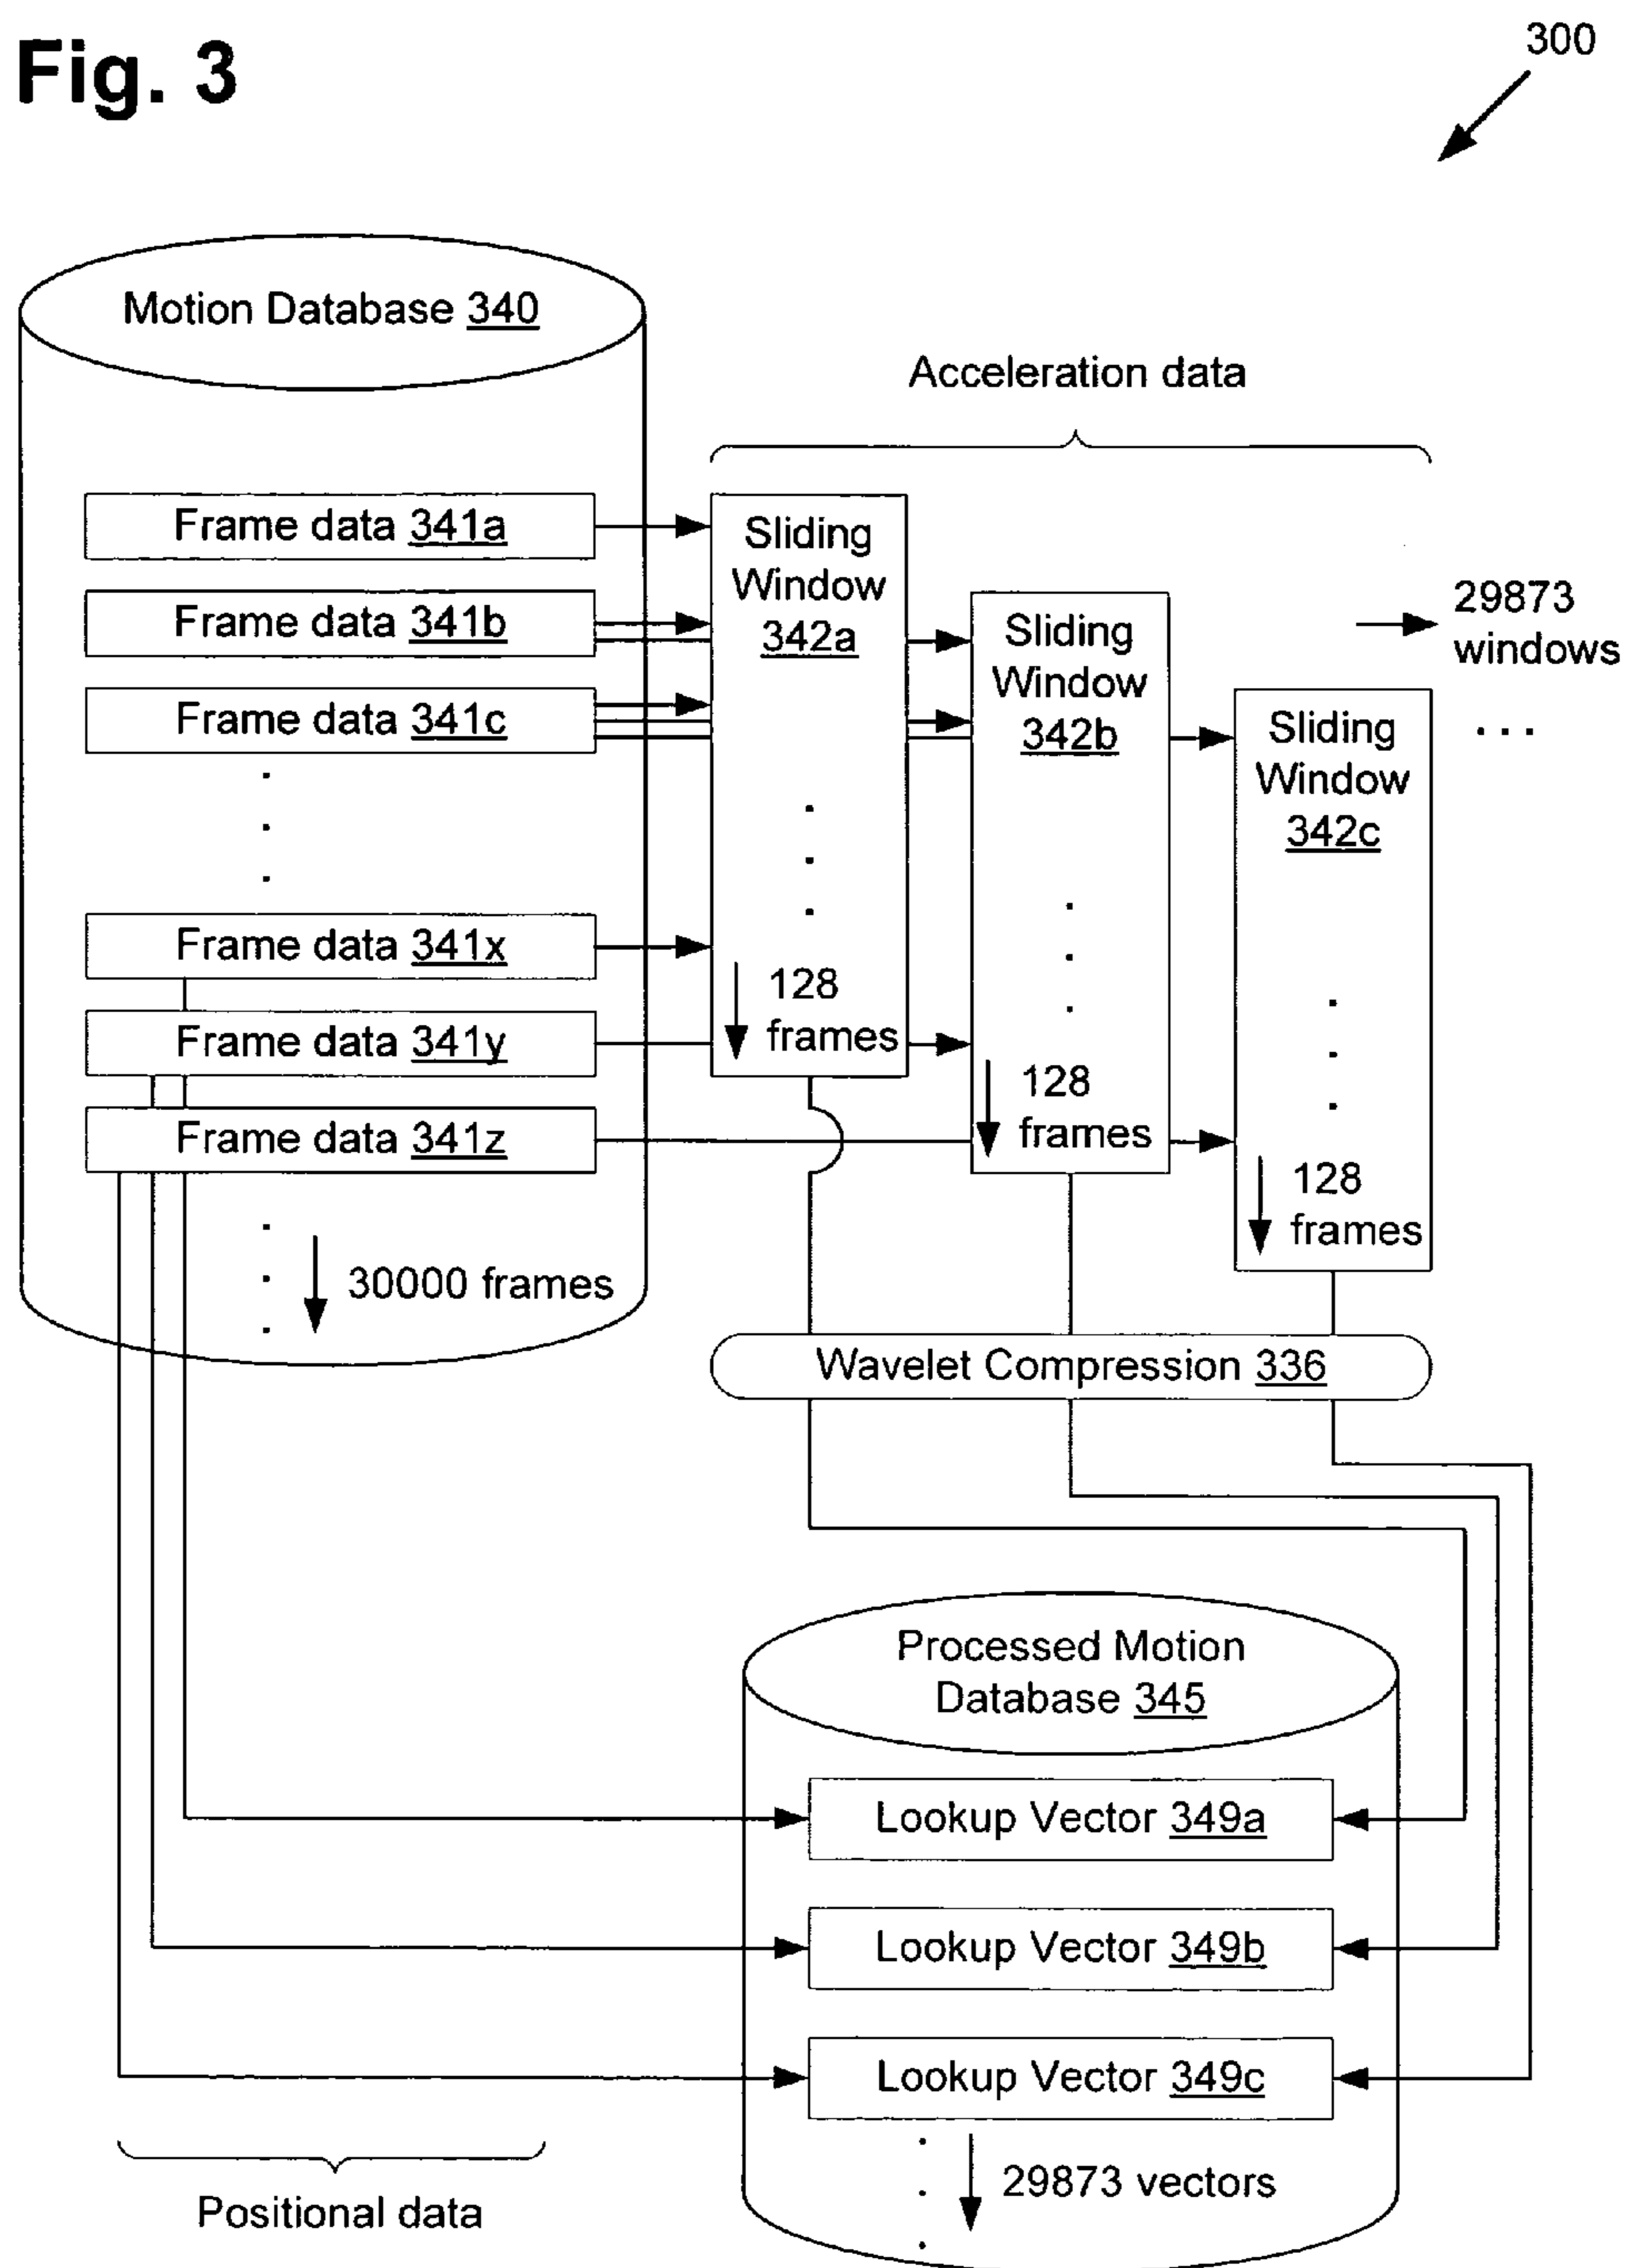 Fig. 3
300
Motion Database 340
Acceleration data
Frame data 341a
Frame data 341b
Frame data 341c
.
.
.
Frame data 341x
Frame data 341y
Frame data 341z
.
.
.
30000 frames
Sliding
Window
342a
.
.
.
128
frames
Sliding
Window
342b
.
.
.
128
frames
Sliding
Window
342c
.
.
.
128
frames
29873
windows
. . .
Wavelet Compression 336
Processed Motion
Database 345
Lookup Vector 349a
Lookup Vector 349b
Lookup Vector 349c
.
.
.
29873 vectors
Positional data